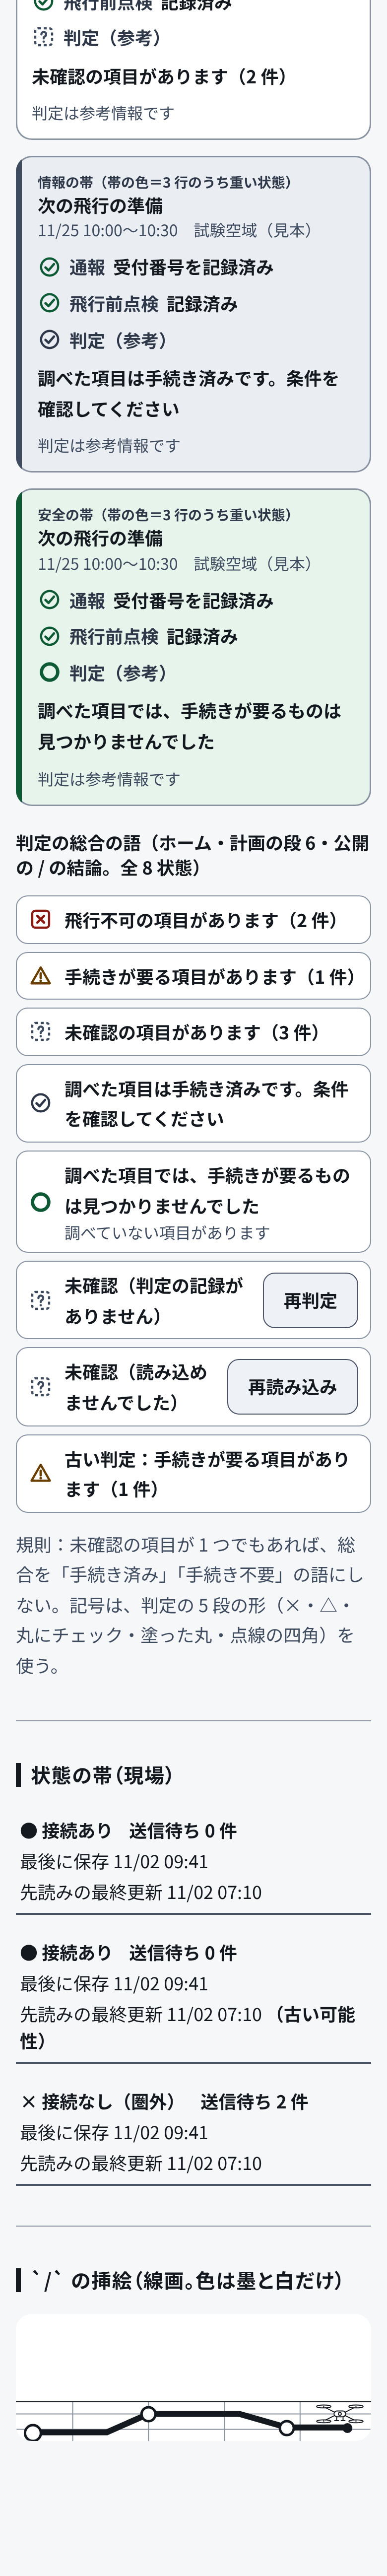 飛行前点検 記録済み
判定（参考）
未確認の項目があります（2 件）
判定は参考情報です
情報の帯（帯の色＝3 行のうち重い状態）
次の飛行の準備
11/25 10:00〜10:30　試験空域（見本）
通報 受付番号を記録済み
飛行前点検 記録済み
判定（参考）
調べた項目は手続き済みです。条件を
確認してください
判定は参考情報です
安全の帯（帯の色＝3 行のうち重い状態）
次の飛行の準備
11/25 10:00〜10:30　試験空域（見本）
通報 受付番号を記録済み
飛行前点検 記録済み
判定（参考）
調べた項目では、手続きが要るものは
見つかりませんでした
判定は参考情報です
判定の総合の語（ホーム・計画の段 6・公開
の / の結論。全 8 状態）
飛行不可の項目があります（2 件）
手続きが要る項目があります（1 件）
未確認の項目があります（3 件）
調べた項目は手続き済みです。条件
を確認してください
調べた項目では、手続きが要るもの
は見つかりませんでした
調べていない項目があります
未確認（判定の記録が
ありません）
再判定
未確認（読み込め
ませんでした）
再読み込み
古い判定：手続きが要る項目があり
ます（1 件）
規則：未確認の項目が 1 つでもあれば、総
合を「手続き済み」「手続き不要」の語にし
ない。記号は、判定の 5 段の形（×・△・
丸にチェック・塗った丸・点線の四角）を
使う。
状態の帯（現場）
● 接続あり　送信待ち 0 件
最後に保存 11/02 09:41
先読みの最終更新 11/02 07:10
● 接続あり　送信待ち 0 件
最後に保存 11/02 09:41
先読みの最終更新 11/02 07:10 （古い可能
性）
× 接続なし（圏外）　送信待ち 2 件
最後に保存 11/02 09:41
先読みの最終更新 11/02 07:10
`/` の挿絵（線画。色は墨と白だけ）